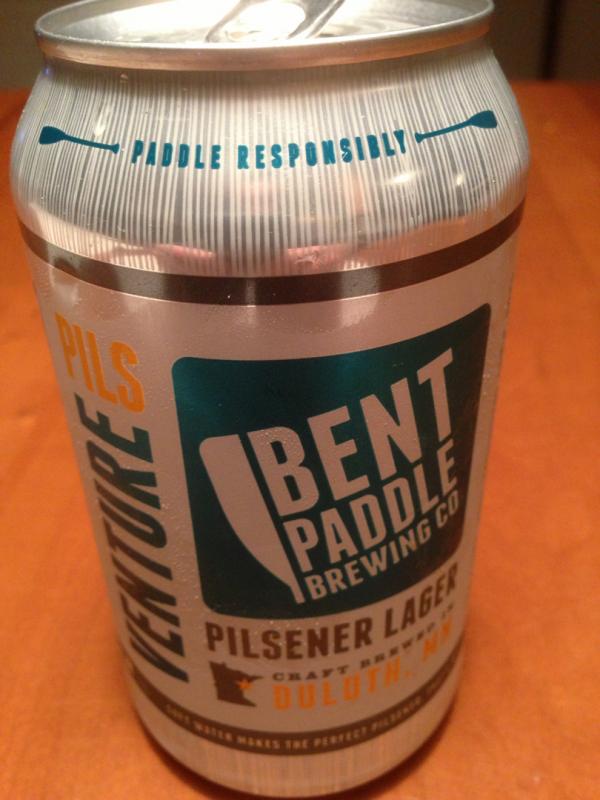 PADDLE RESPONSIBLY
PILS
VENTURE
BENT
PADDLE
BREWING CO
PILSENER LAGER
CRAFT BREWED IN
DULUTH, MN
SOFT WATER MAKES THE PERFECT PILSENER,